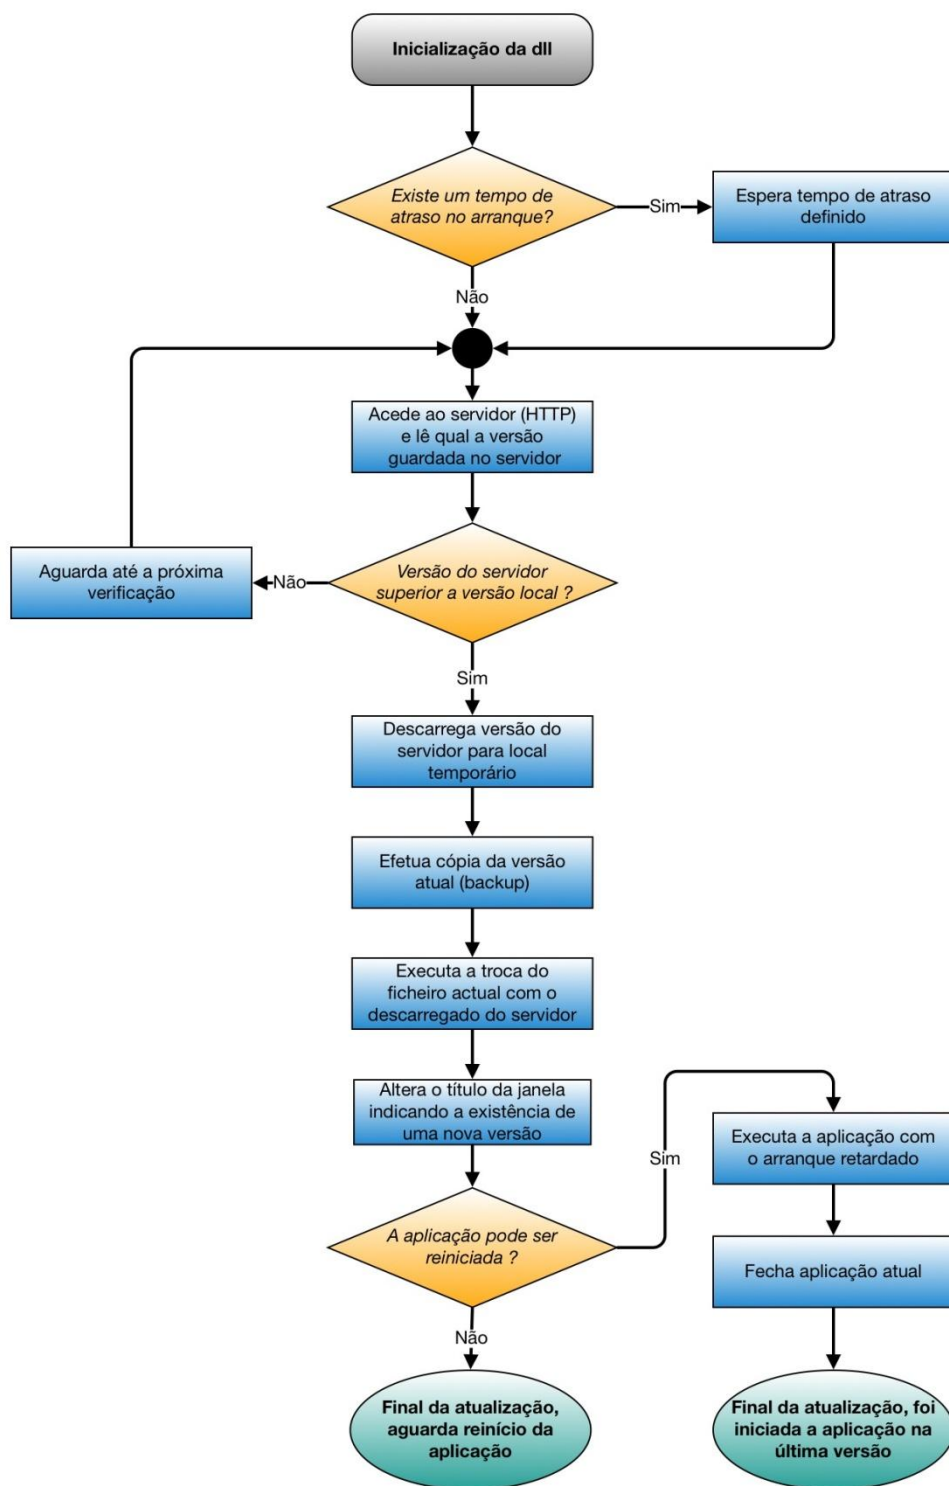 Inicialização da dll
Existe um tempo de
atraso no arranque?
Sim
Espera tempo de atraso
definido
Não
Acede ao servidor (HTTP)
e lê qual a versão
guardada no servidor
Aguarda até a próxima
verificação
Não
Versão do servidor
superior a versão local ?
Sim
Descarrega versão do
servidor para local
temporário
Efetua cópia da versão
atual (backup)
Executa a troca do
ficheiro actual com o
descarregado do servidor
Altera o título da janela
indicando a existência de
uma nova versão
Sim
Executa a aplicação com
o arranque retardado
A aplicação pode ser
reiniciada ?
Fecha aplicação atual
Não
Final da atualização,
aguarda reinício da
aplicação
Final da atualização, foi
iniciada a aplicação na
última versão